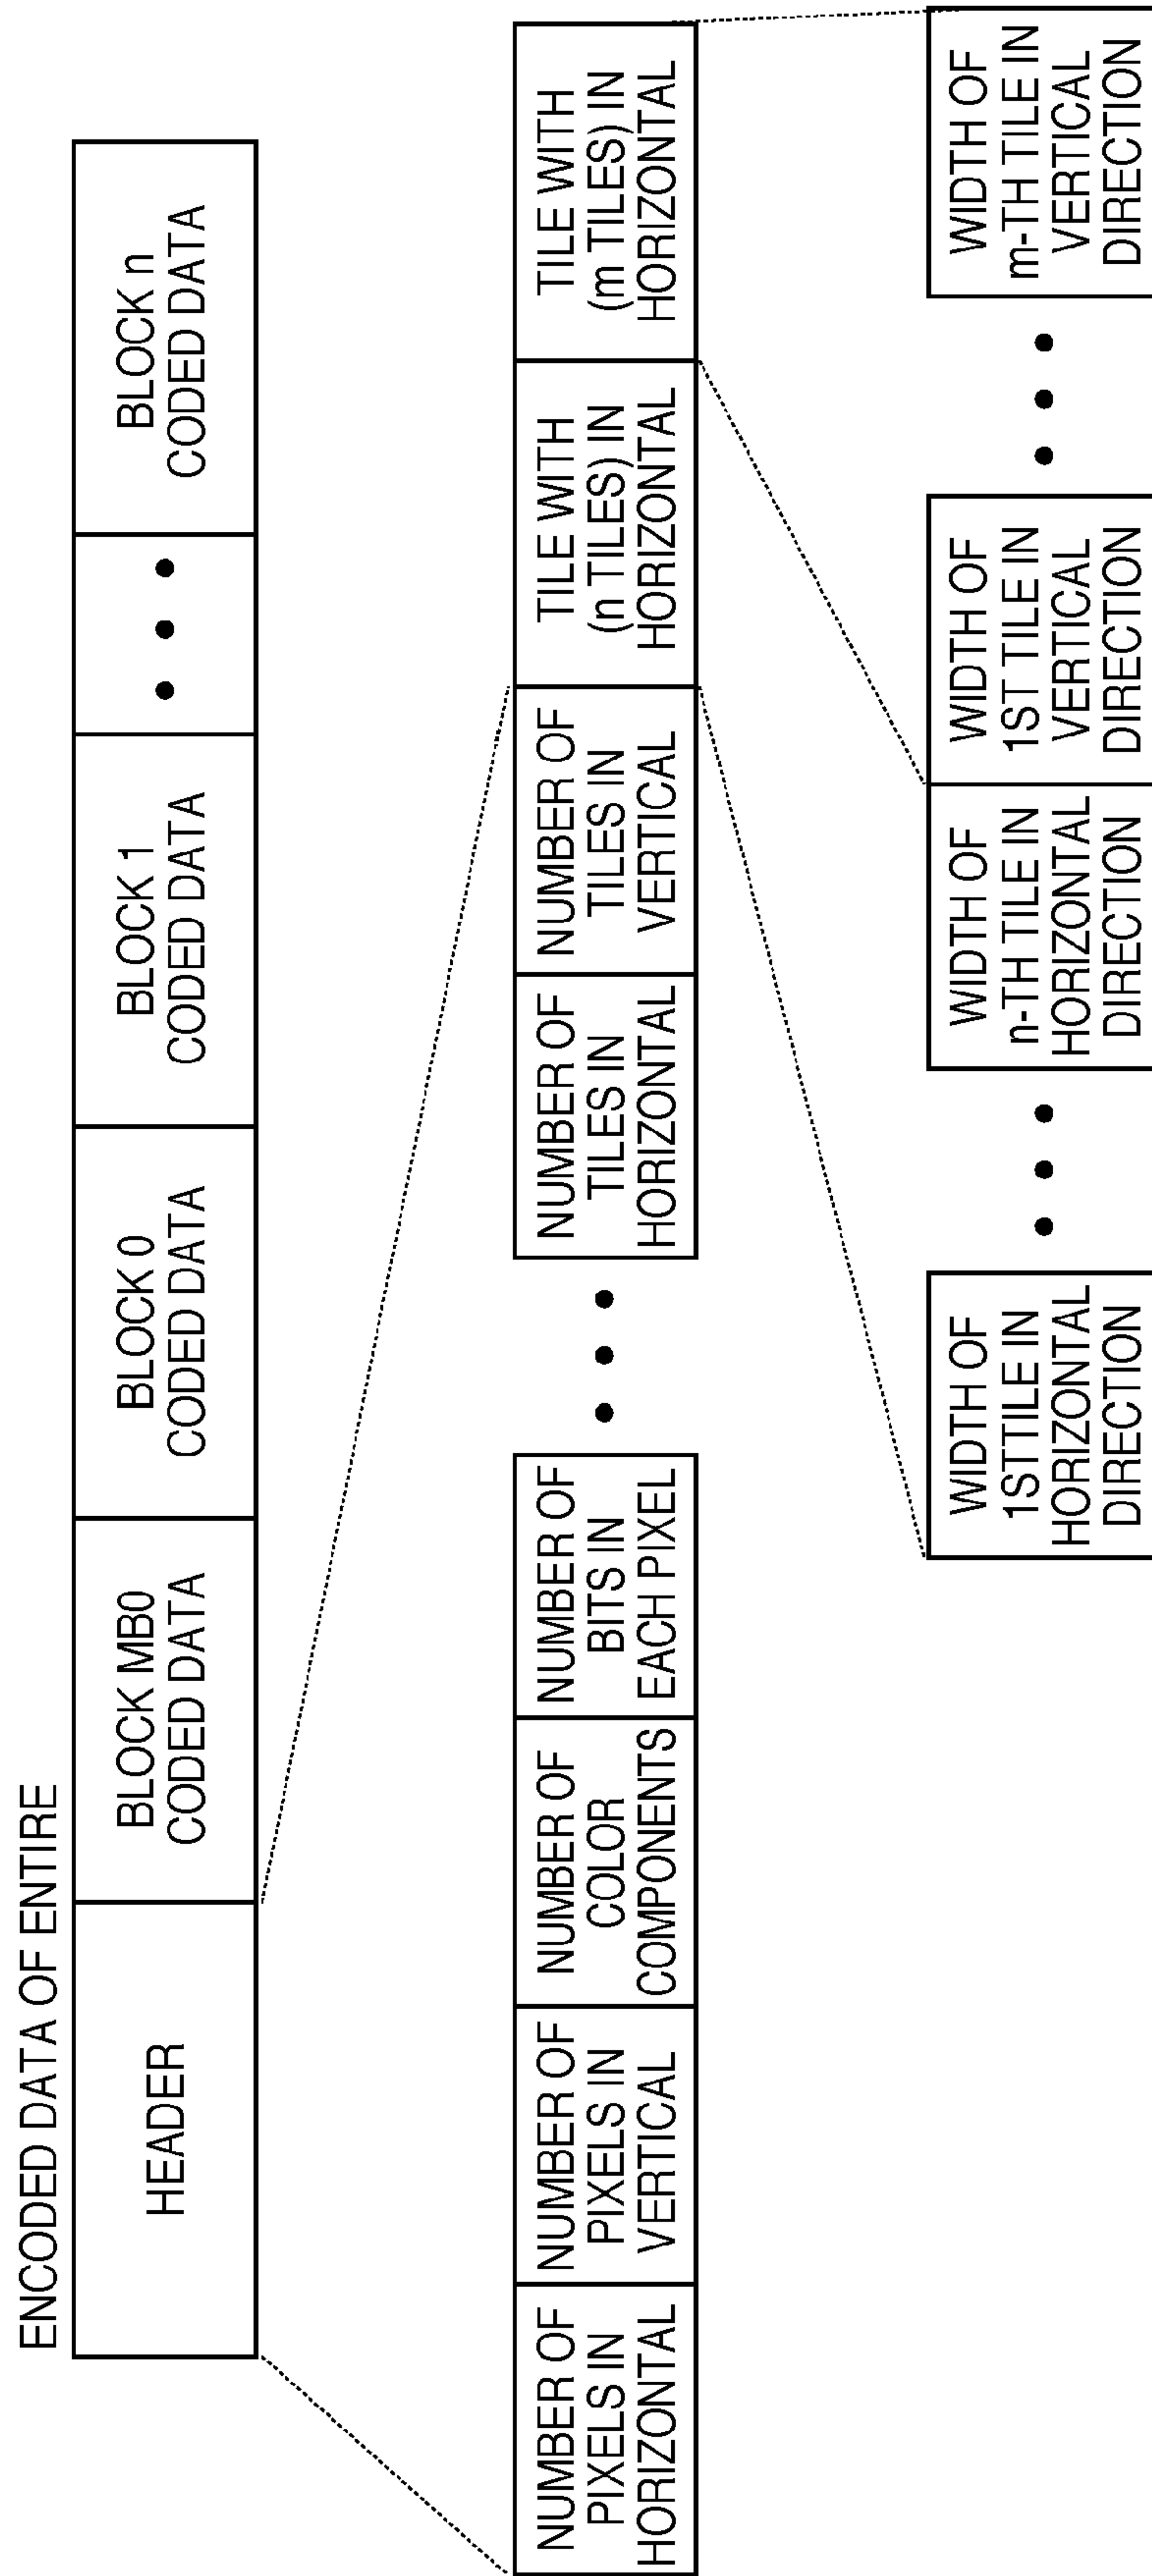 ENCODED DATA OF ENTIRE
HEADER
BLOCK MB0
CODED DATA
BLOCK 0
CODED DATA
BLOCK 1
CODED DATA
• • •
BLOCK n
CODED DATA
NUMBER OF
PIXELS IN
HORIZONTAL
NUMBER OF
PIXELS IN
VERTICAL
NUMBER OF
COLOR
COMPONENTS
NUMBER OF
BITS IN
EACH PIXEL
• • •
NUMBER OF
TILES IN
HORIZONTAL
NUMBER OF
TILES IN
VERTICAL
TILE WITH
(n TILES) IN
HORIZONTAL
TILE WITH
(m TILES) IN
HORIZONTAL
WIDTH OF
1STTILE IN
HORIZONTAL
DIRECTION
• • •
WIDTH OF
n-TH TILE IN
HORIZONTAL
DIRECTION
WIDTH OF
1ST TILE IN
VERTICAL
DIRECTION
• • •
WIDTH OF
m-TH TILE IN
VERTICAL
DIRECTION